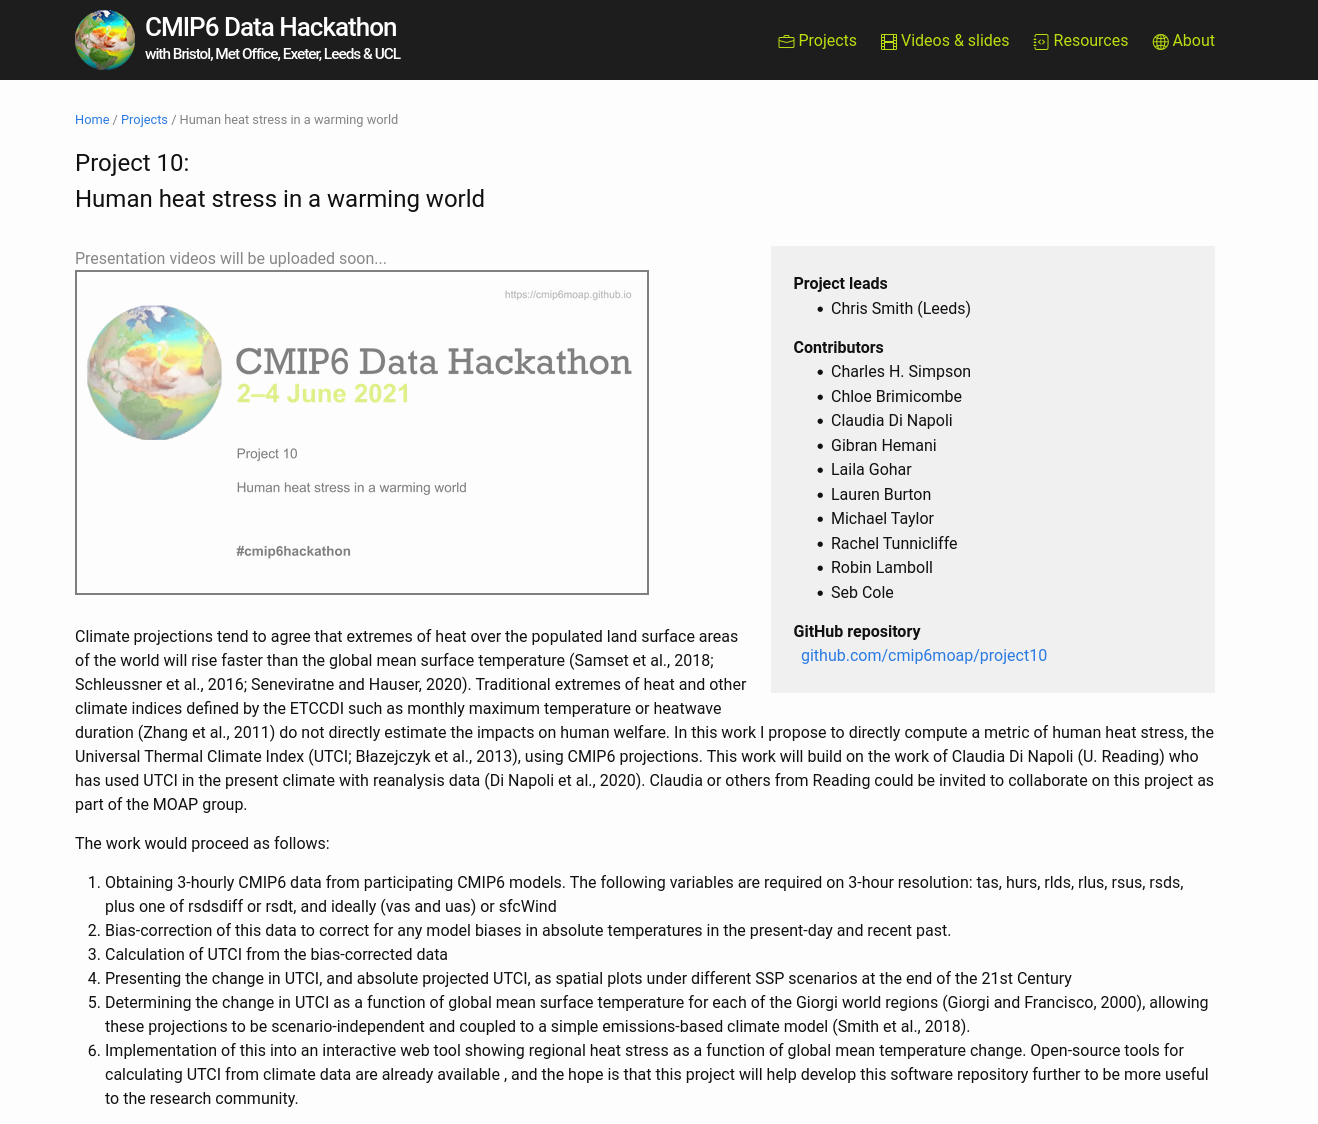 CMIP6 Data Hackathon
with Bristol, Met Office, Exeter, Leeds & UCL
Projects
Videos & slides
Resources
About
Home / Projects / Human heat stress in a warming world
Project 10:
Human heat stress in a warming world
Presentation videos will be uploaded soon...
https://cmip6moap.github.io
CMIP6 Data Hackathon
2–4 June 2021
Project 10
Human heat stress in a warming world
#cmip6hackathon
Project leads
• Chris Smith (Leeds)
Contributors
• Charles H. Simpson
• Chloe Brimicombe
• Claudia Di Napoli
• Gibran Hemani
• Laila Gohar
• Lauren Burton
• Michael Taylor
• Rachel Tunnicliffe
• Robin Lamboll
• Seb Cole
GitHub repository
github.com/cmip6moap/project10
Climate projections tend to agree that extremes of heat over the populated land surface areas
of the world will rise faster than the global mean surface temperature (Samset et al., 2018;
Schleussner et al., 2016; Seneviratne and Hauser, 2020). Traditional extremes of heat and other
climate indices defined by the ETCCDI such as monthly maximum temperature or heatwave
duration (Zhang et al., 2011) do not directly estimate the impacts on human welfare. In this work I propose to directly compute a metric of human heat stress, the
Universal Thermal Climate Index (UTCI; Błazejczyk et al., 2013), using CMIP6 projections. This work will build on the work of Claudia Di Napoli (U. Reading) who
has used UTCI in the present climate with reanalysis data (Di Napoli et al., 2020). Claudia or others from Reading could be invited to collaborate on this project as
part of the MOAP group.
The work would proceed as follows:
1. Obtaining 3-hourly CMIP6 data from participating CMIP6 models. The following variables are required on 3-hour resolution: tas, hurs, rlds, rlus, rsus, rsds,
plus one of rsdsdiff or rsdt, and ideally (vas and uas) or sfcWind
2. Bias-correction of this data to correct for any model biases in absolute temperatures in the present-day and recent past.
3. Calculation of UTCI from the bias-corrected data
4. Presenting the change in UTCI, and absolute projected UTCI, as spatial plots under different SSP scenarios at the end of the 21st Century
5. Determining the change in UTCI as a function of global mean surface temperature for each of the Giorgi world regions (Giorgi and Francisco, 2000), allowing
these projections to be scenario-independent and coupled to a simple emissions-based climate model (Smith et al., 2018).
6. Implementation of this into an interactive web tool showing regional heat stress as a function of global mean temperature change. Open-source tools for
calculating UTCI from climate data are already available , and the hope is that this project will help develop this software repository further to be more useful
to the research community.